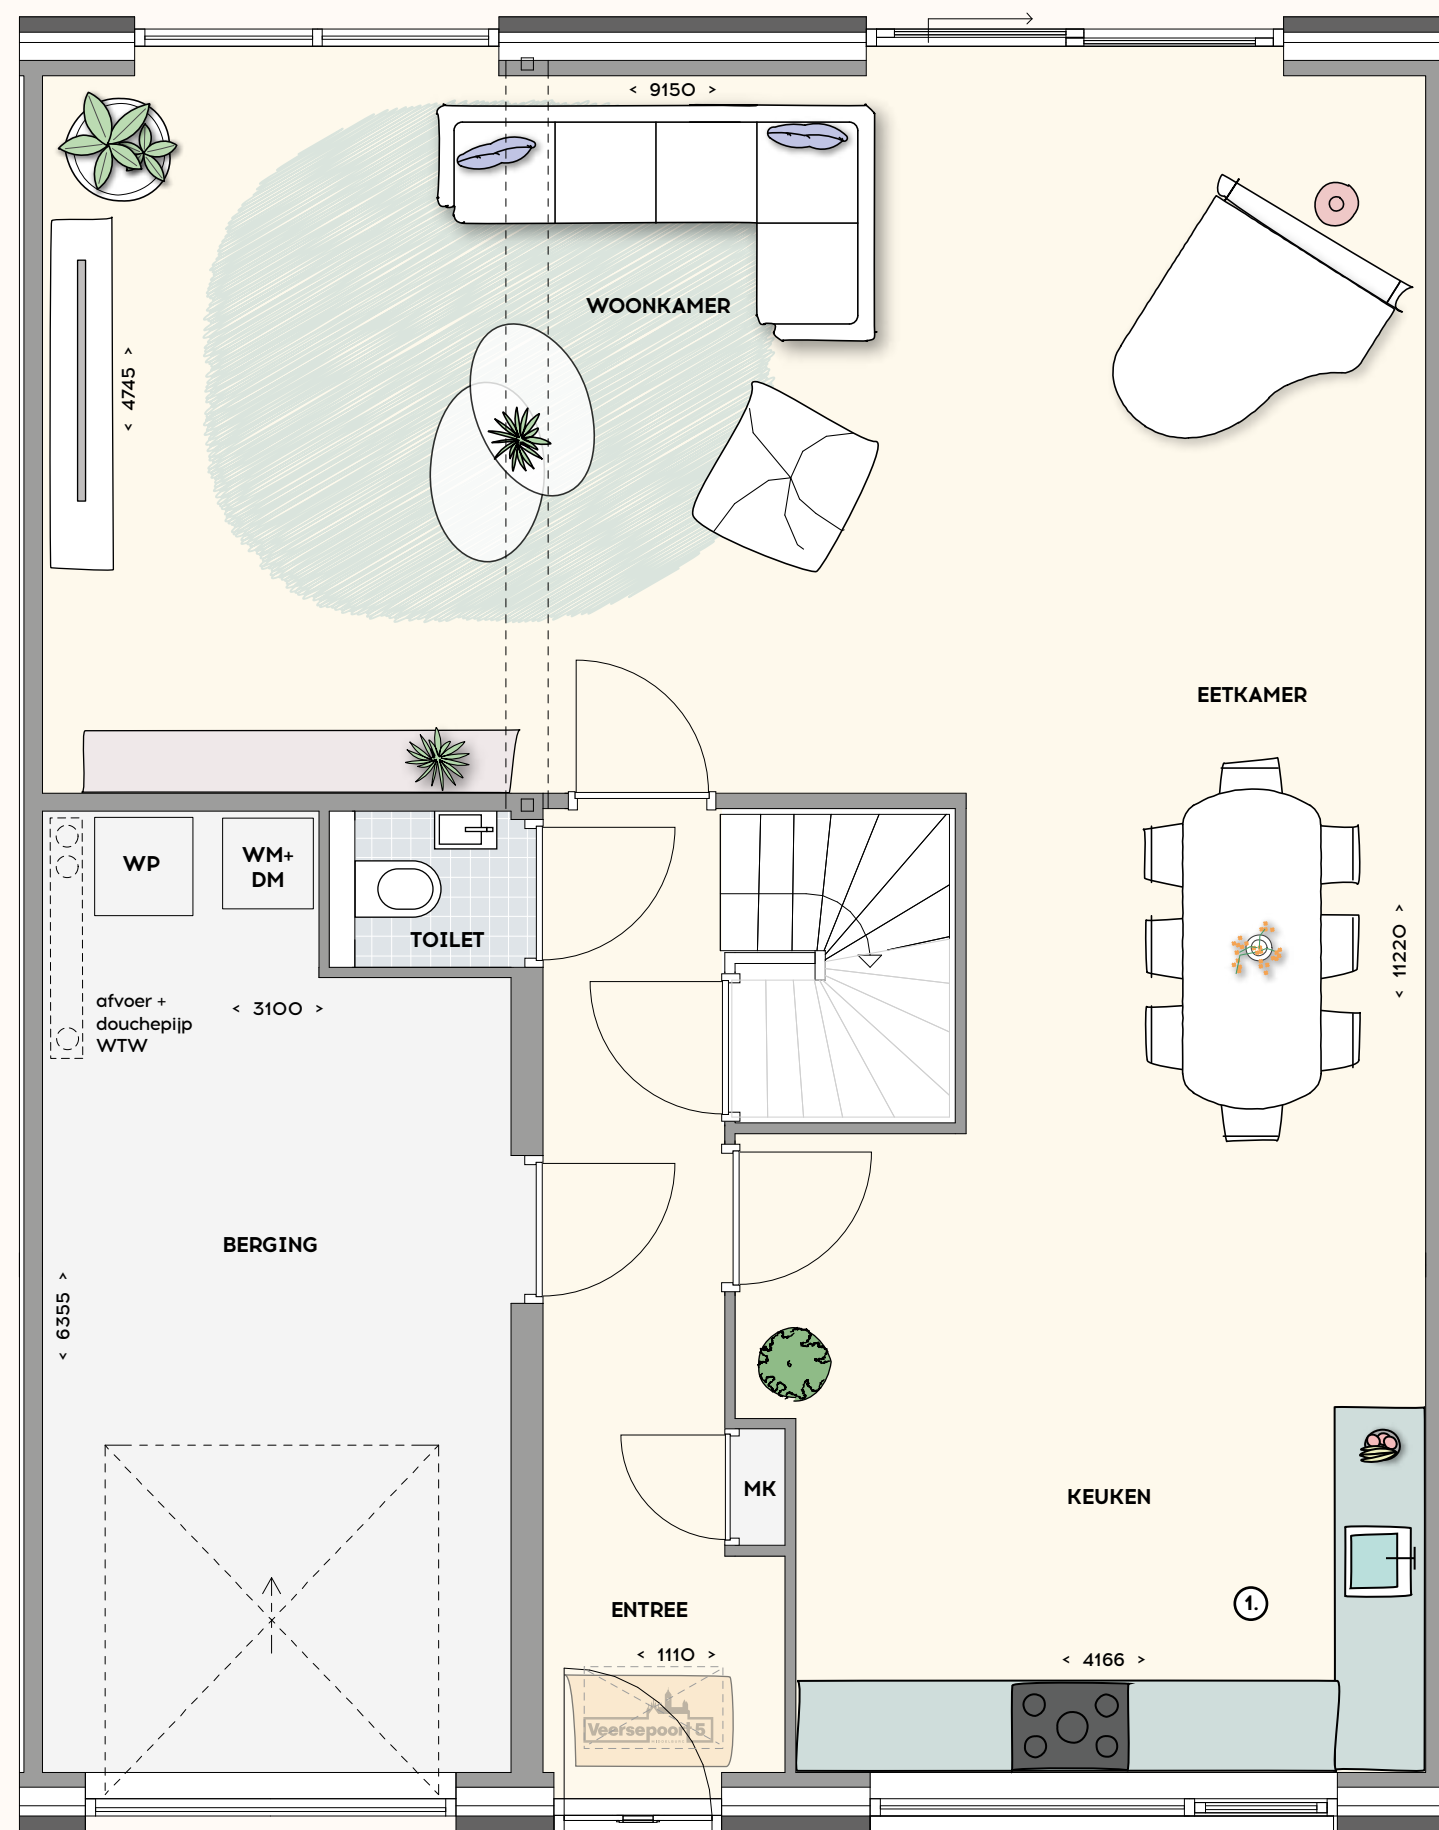 < 9150 >
WOONKAMER
< 4745 >
EETKAMER
WP
WM+
DM
TOILET
afvoer +
douchepijp
WTW
< 3100 >
< 11220 >
BERGING
< 6355 >
MK
KEUKEN
1.
ENTREE
< 1110 >
< 4166 >
Veersepoort 5